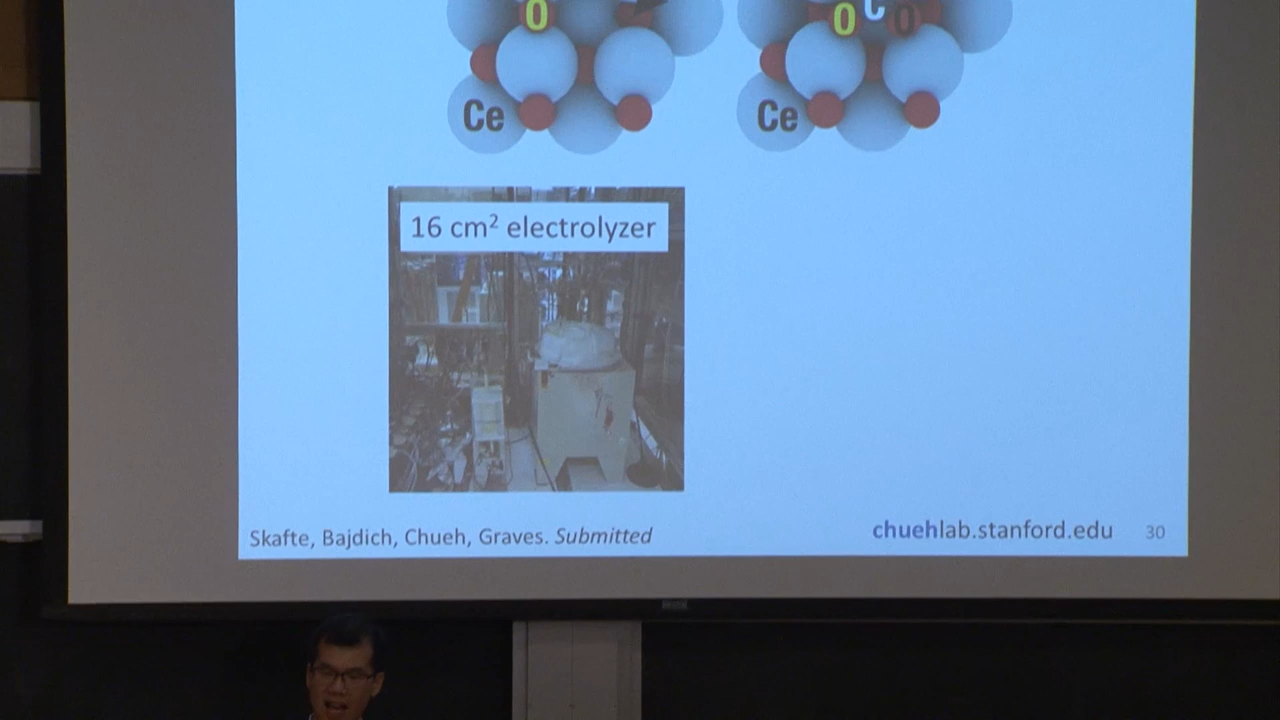 O
O C O
Ce
Ce
16 cm² electrolyzer
Skafte, Bajdich, Chueh, Graves. Submitted
chuehlab.stanford.edu
30